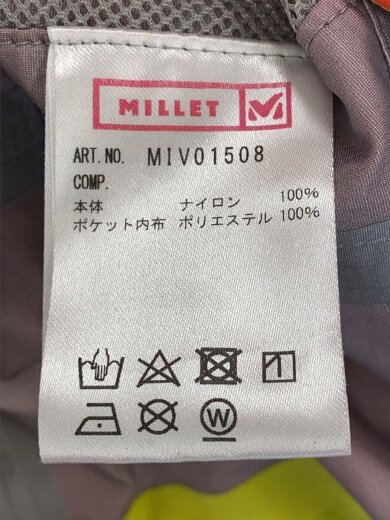 MILLET
ART.NO. MIV01508
COMP.
本体 ナイロン 100%
ポケット内布 ポリエステル 100%
W